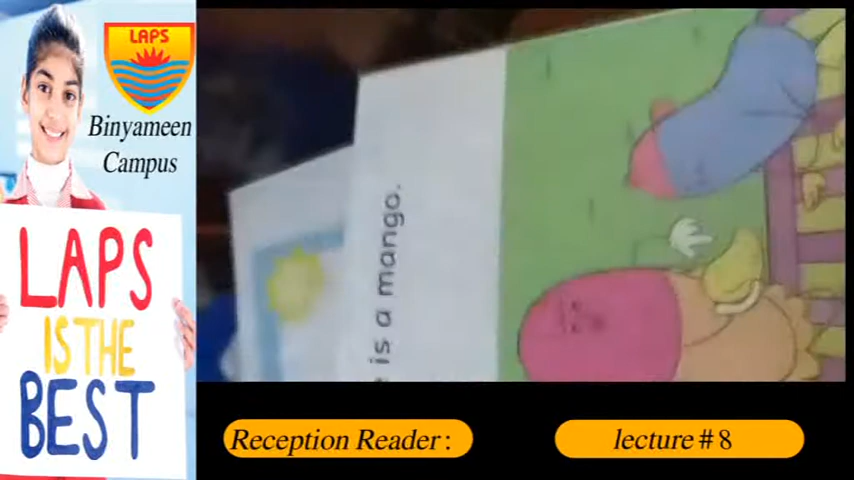 LAPS
Binyameen
Campus
LAPS
IS THE
BEST
is a mango.
Reception Reader:
lecture # 8